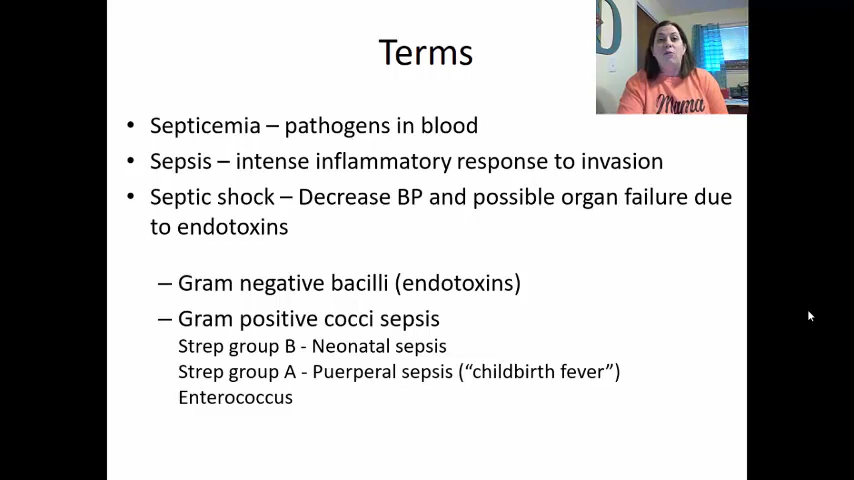 Terms
Mama
• Septicemia – pathogens in blood
• Sepsis – intense inflammatory response to invasion
• Septic shock – Decrease BP and possible organ failure due
to endotoxins
– Gram negative bacilli (endotoxins)
– Gram positive cocci sepsis
Strep group B - Neonatal sepsis
Strep group A - Puerperal sepsis (“childbirth fever”)
Enterococcus